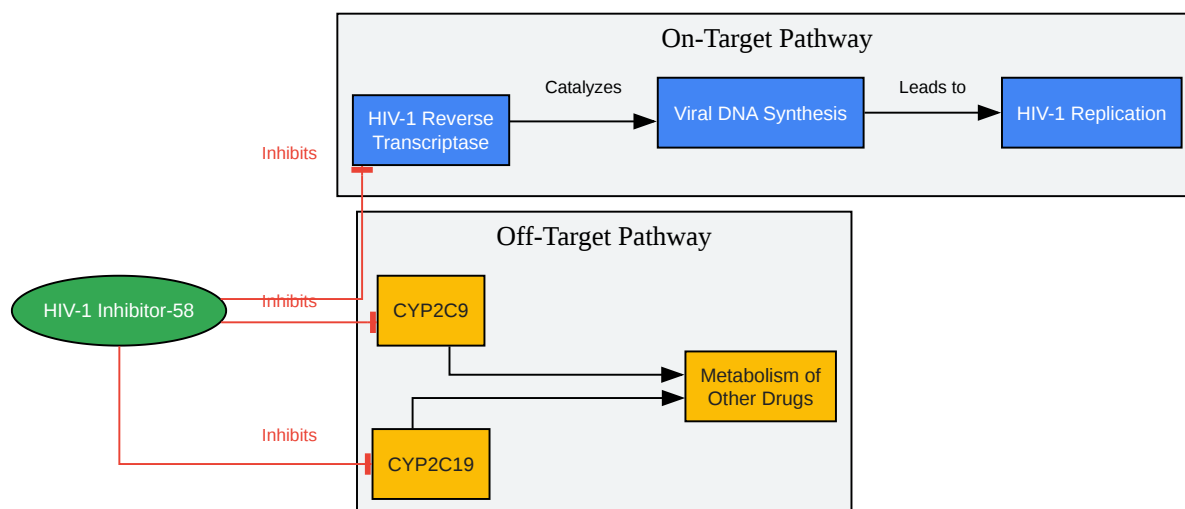 On-Target Pathway
Catalyzes
Leads to
HIV-1 Reverse
Transcriptase
Viral DNA Synthesis
HIV-1 Replication
Inhibits
Off-Target Pathway
HIV-1 Inhibitor-58
Inhibits
CYP2C9
Metabolism of
Other Drugs
Inhibits
CYP2C19